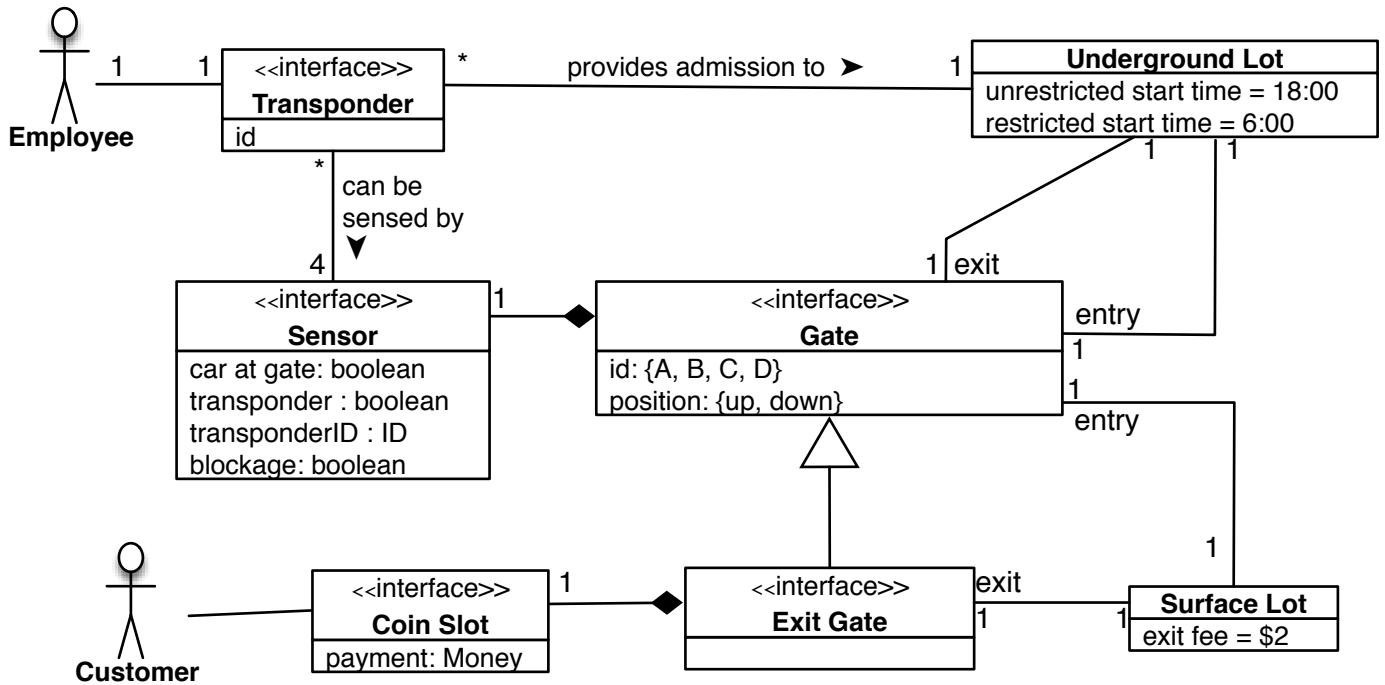 Employee
1
1
<<interface>>
Transponder
id
*
provides admission to ➤
1
Underground Lot
unrestricted start time = 18:00
restricted start time = 6:00
1
1
*
can be
sensed by
4
1 exit
<<interface>>
Sensor
car at gate: boolean
transponder : boolean
transponderID : ID
blockage: boolean
1
<<interface>>
Gate
id: {A, B, C, D}
position: {up, down}
entry
1
1
entry
1
Customer
<<interface>>
Coin Slot
payment: Money
1
<<interface>>
Exit Gate
exit
1
1
Surface Lot
exit fee = $2